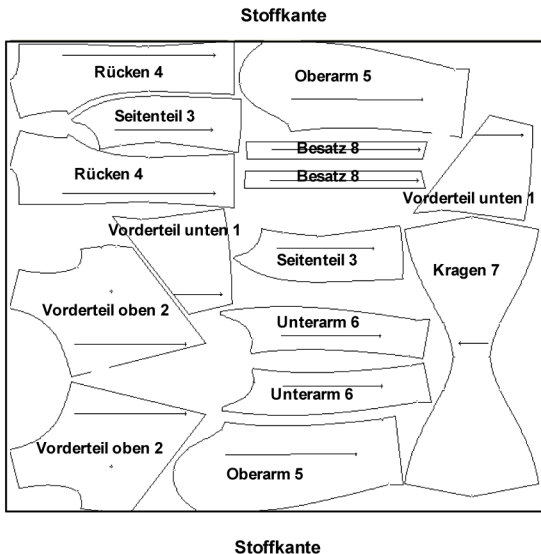 Stoffkante
Rücken 4
Oberarm 5
Seitenteil 3
Besatz 8
Rücken 4
Besatz 8
Vorderteil unten 1
Vorderteil unten 1
Seitenteil 3
Kragen 7
Vorderteil oben 2
Unterarm 6
Unterarm 6
Vorderteil oben 2
Oberarm 5
Stoffkante